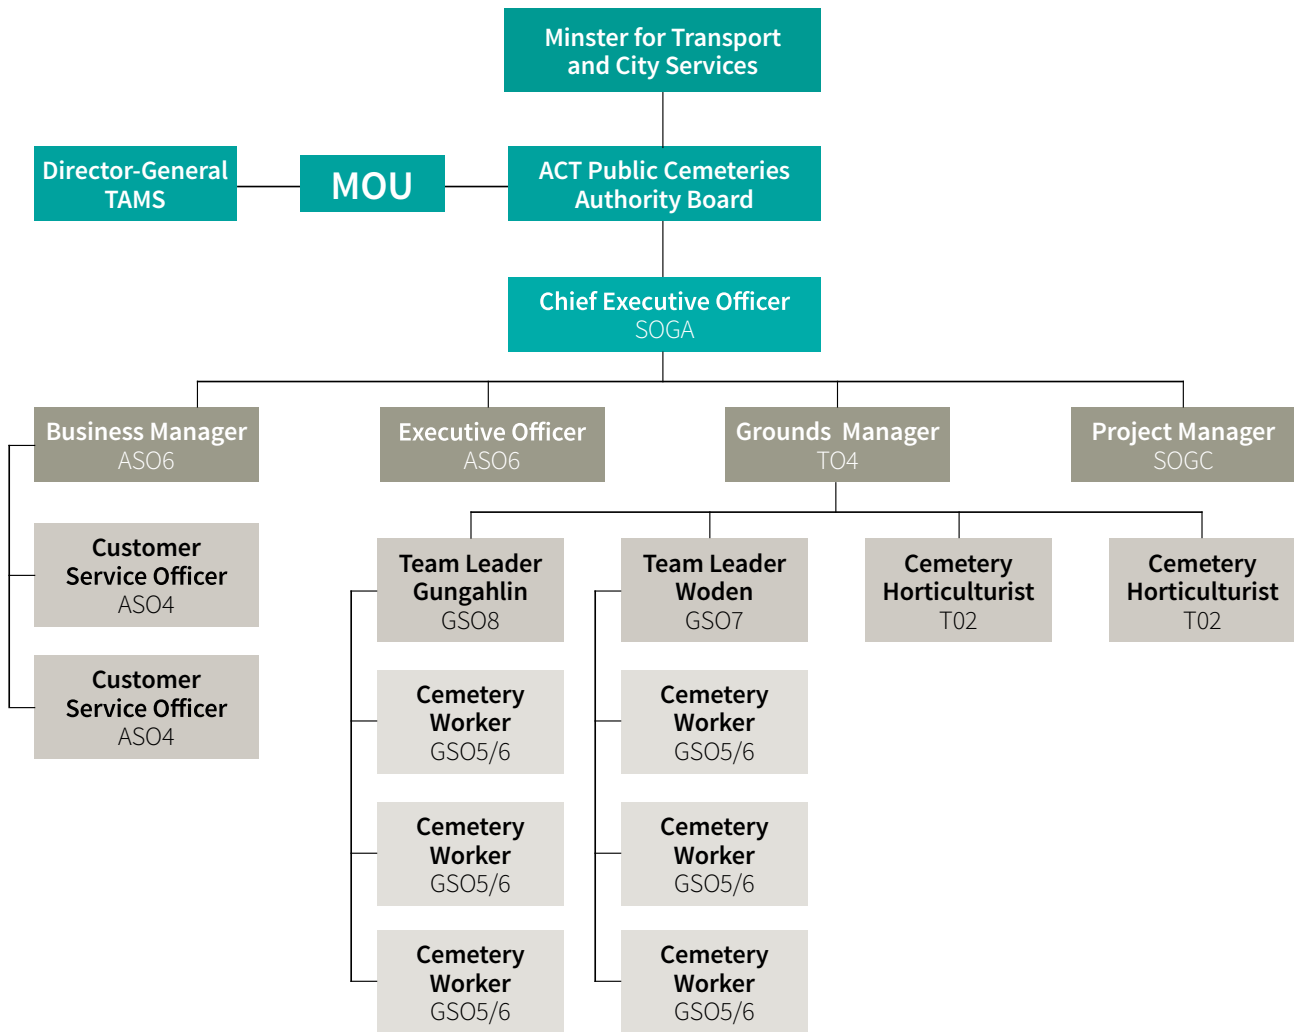 Minster for Transport
and City Services
Director-General
TAMS
MOU
ACT Public Cemeteries
Authority Board
Chief Executive Officer
SOGA
Business Manager
ASO6
Executive Officer
ASO6
Grounds Manager
TO4
Project Manager
SOGC
Customer
Service Officer
ASO4
Customer
Service Officer
ASO4
Team Leader
Gungahlin
GSO8
Team Leader
Woden
GSO7
Cemetery
Horticulturist
T02
Cemetery
Horticulturist
T02
Cemetery
Worker
GSO5/6
Cemetery
Worker
GSO5/6
Cemetery
Worker
GSO5/6
Cemetery
Worker
GSO5/6
Cemetery
Worker
GSO5/6
Cemetery
Worker
GSO5/6